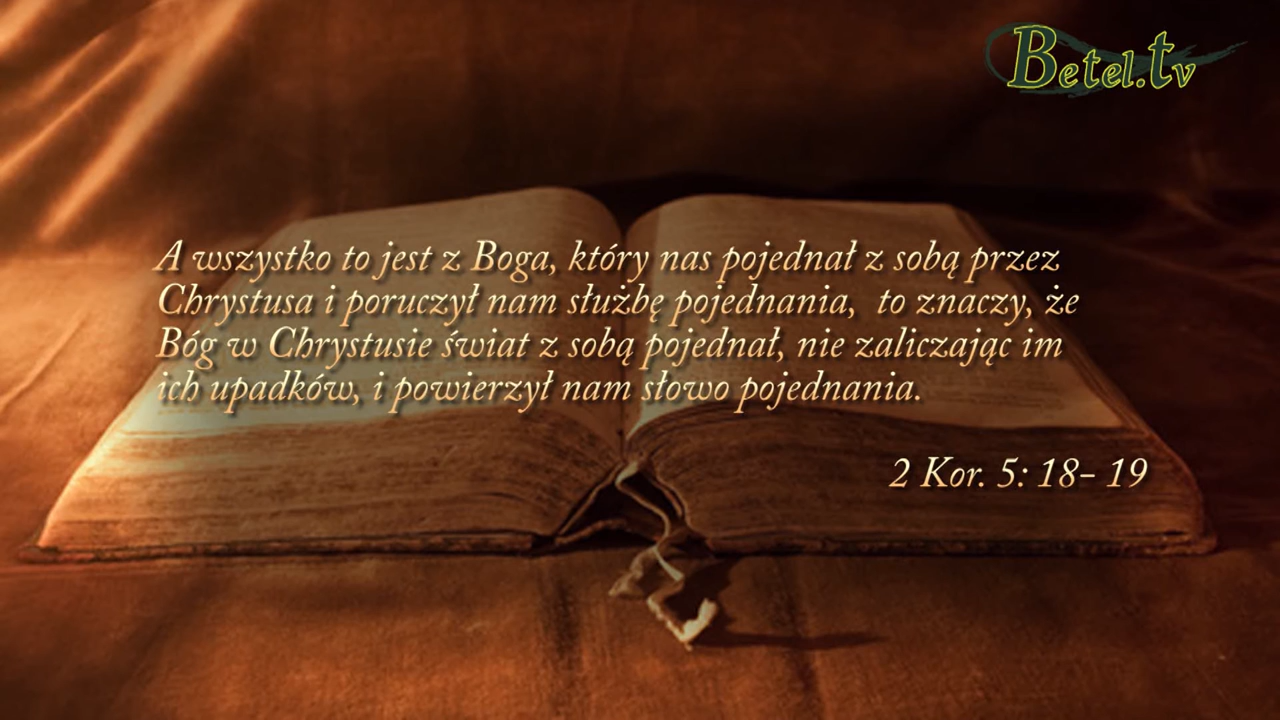 Betel.tv
A wszystko to jest z Boga, który nas pojednał z sobą przez
Chrystusa i poruczył nam służbę pojednania,  to znaczy, że
Bóg w Chrystusie świat z sobą pojednał, nie zaliczając im
ich upadków, i powierzył nam słowo pojednania.
2 Kor. 5: 18- 19